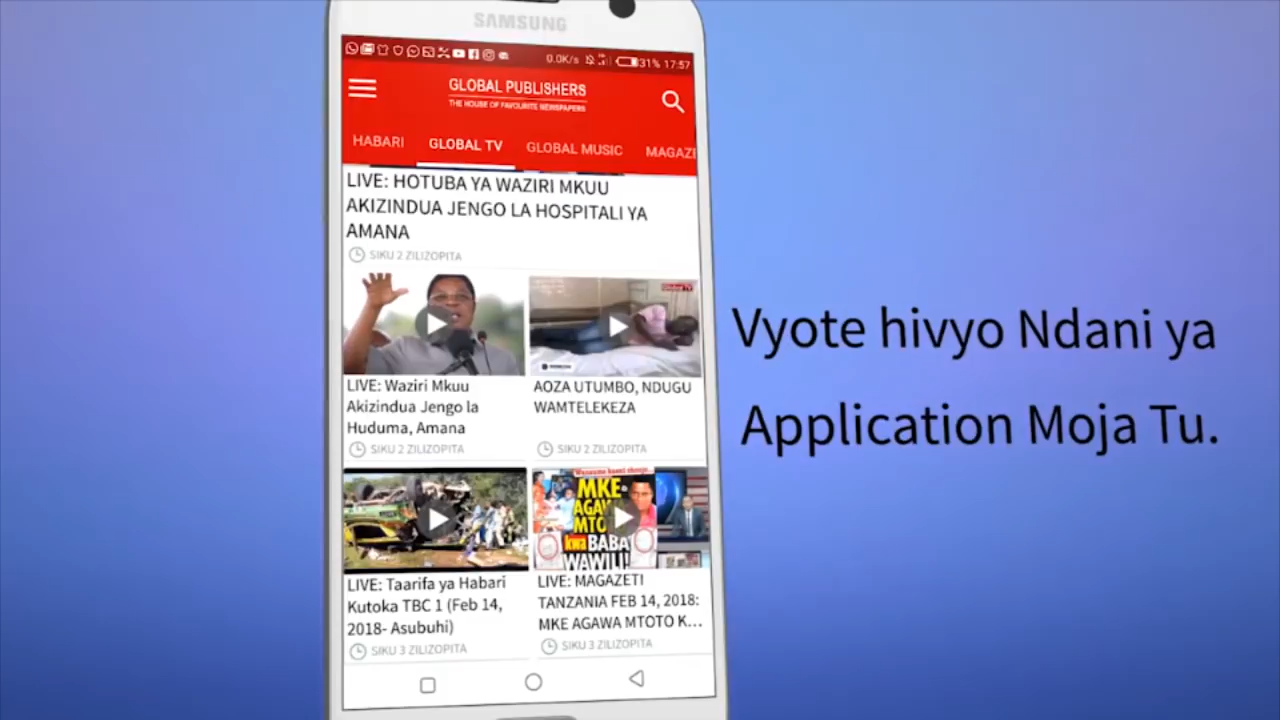 SAMSUNG
0.0K/s 31% 17:57
GLOBAL PUBLISHERS
THE HOUSE OF FAVOURITE NEWSPAPERS
HABARI GLOBAL TV GLOBAL MUSIC MAGAZE
LIVE: HOTUBA YA WAZIRI MKUU
AKIZINDUA JENGO LA HOSPITALI YA
AMANA
SIKU 2 ZILIZOPITA
Global TV
LIVE: Waziri Mkuu
Akizindua Jengo la
Huduma, Amana
SIKU 2 ZILIZOPITA
AOZA UTUMBO, NDUGU
WAMTELEKEZA
SIKU 2 ZILIZOPITA
MKE
AGAWA
MTO
kwa BABA
WAWILI!
LIVE: Taarifa ya Habari
Kutoka TBC 1 (Feb 14,
2018- Asubuhi)
SIKU 3 ZILIZOPITA
LIVE: MAGAZETI
TANZANIA FEB 14, 2018:
MKE AGAWA MTOTO K...
SIKU 3 ZILIZOPITA
Vyote hivyo Ndani ya
Application Moja Tu.